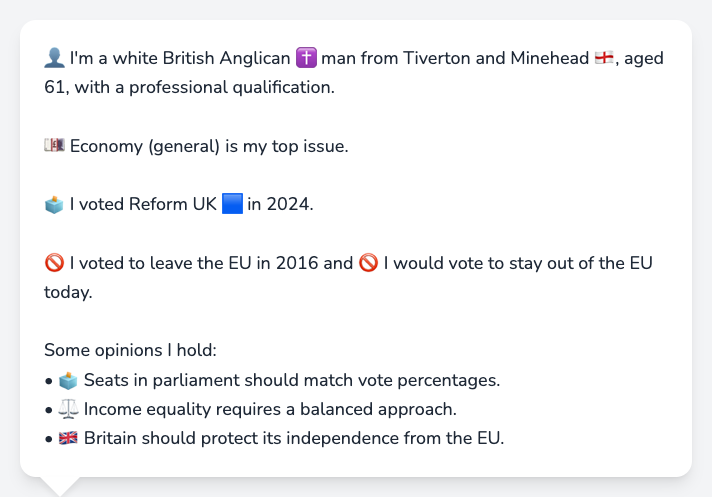 👤 I'm a white British Anglican ✝️ man from Tiverton and Minehead 🏴󠁧󠁢󠁥󠁮󠁧󠁿, aged
61, with a professional qualification.
💷 Economy (general) is my top issue.
🗳️ I voted Reform UK 🟦 in 2024.
🚫 I voted to leave the EU in 2016 and 🚫 I would vote to stay out of the EU
today.
Some opinions I hold:
• 🗳️ Seats in parliament should match vote percentages.
• ⚖️ Income equality requires a balanced approach.
• 🇬🇧 Britain should protect its independence from the EU.